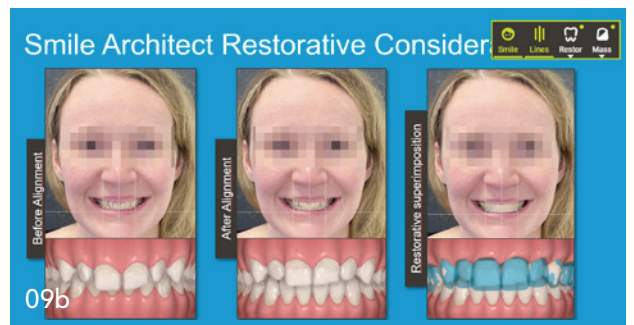 Smile Architect Restorative Consider
Smile Lines Restor Mass
Before Alignment
After Alignment
Restorative superimposition
09b